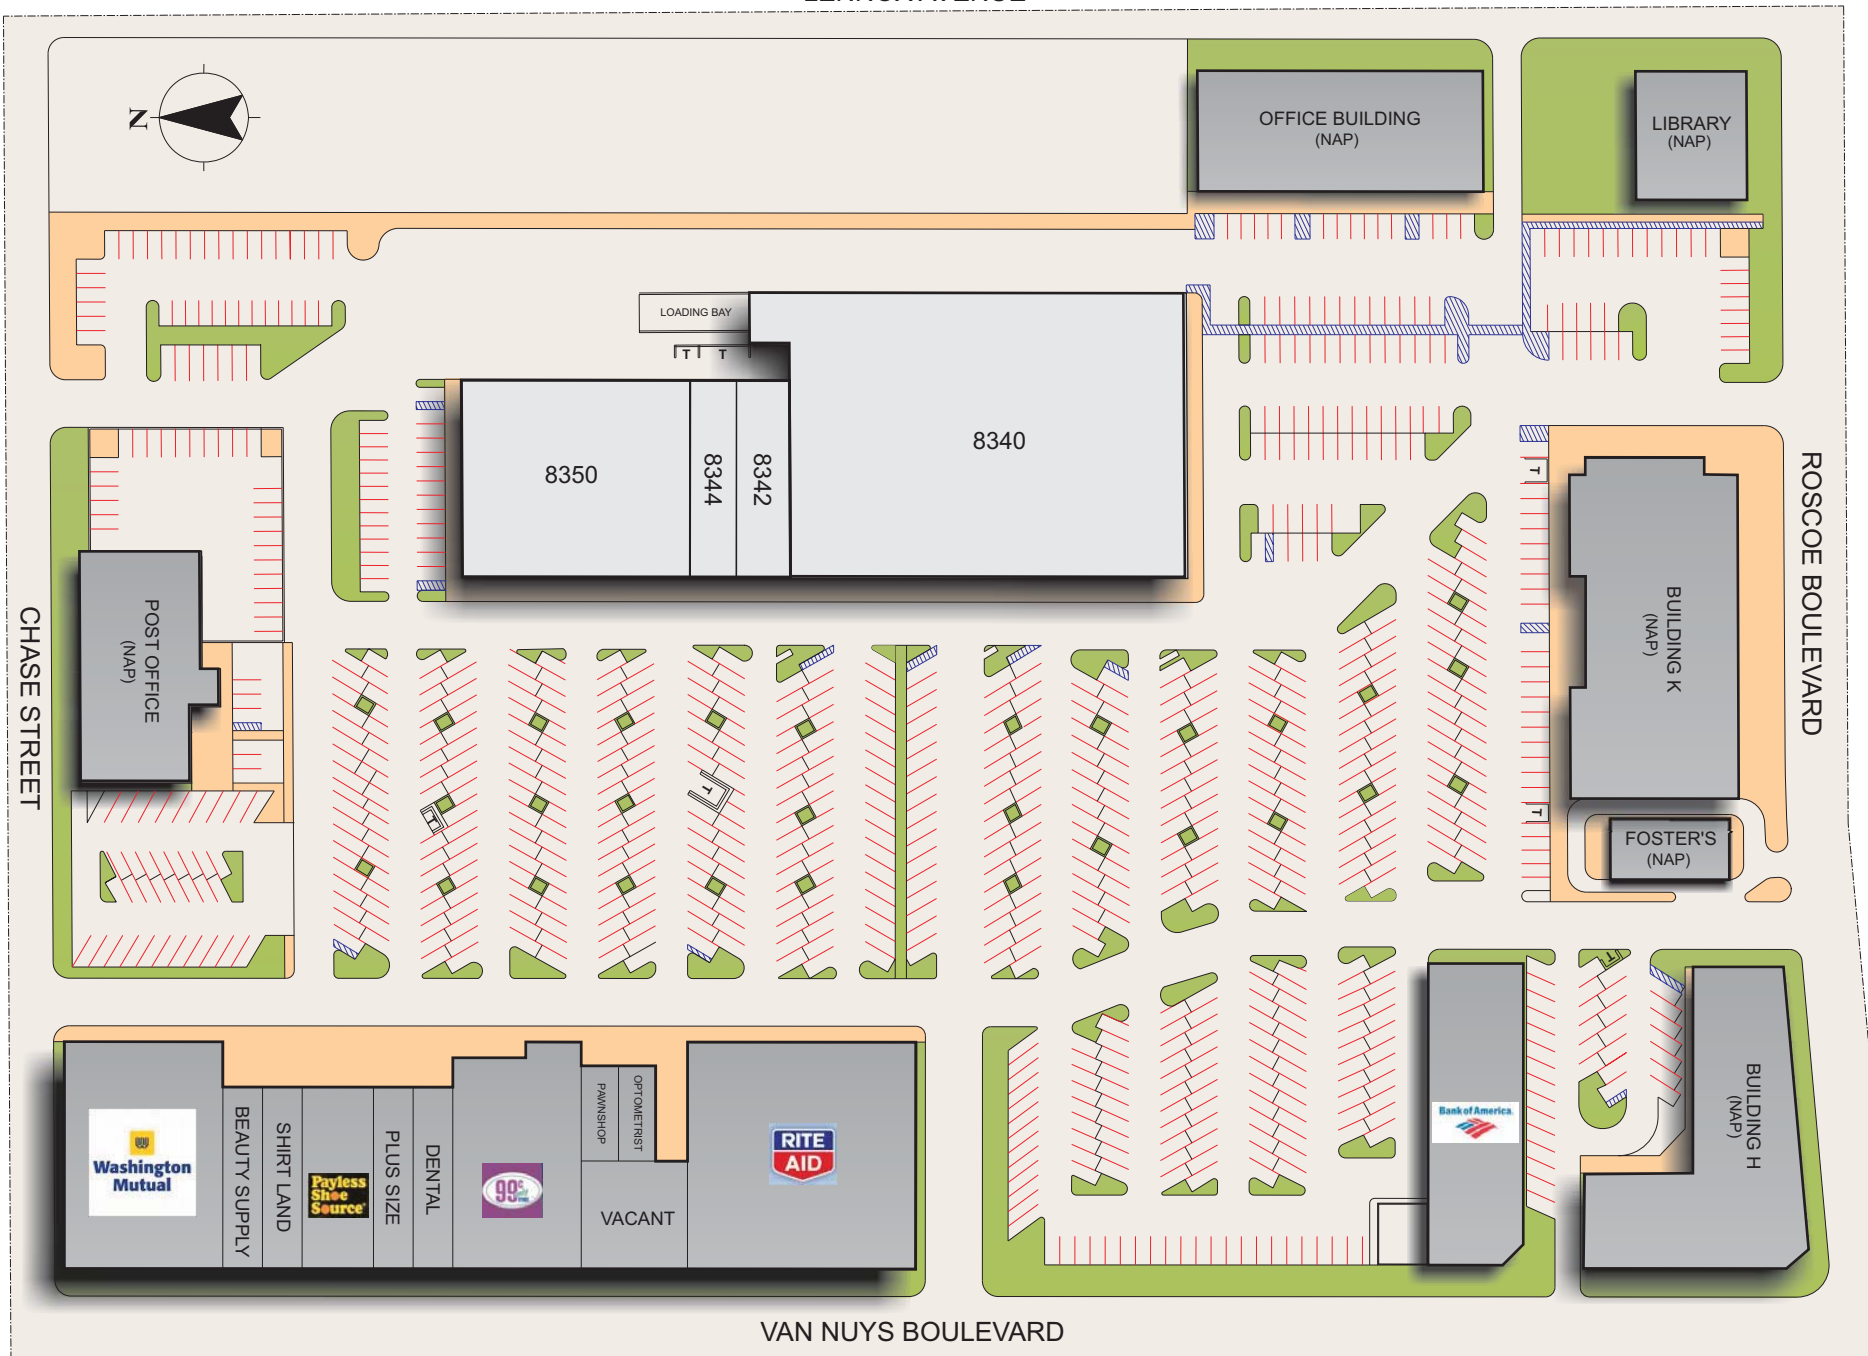 N
OFFICE BUILDING
(NAP)
LIBRARY
(NAP)
LOADING BAY
T
T
8350
8344
8342
8340
T
ROSCOE BOULEVARD
POST OFFICE
(NAP)
CHASE STREET
BUILDING K
(NAP)
T
T
T
FOSTER'S
(NAP)
T
Washington
Mutual
BEAUTY SUPPLY
SHIRT LAND
Payless
Shoe
Source
PLUS SIZE
DENTAL
99¢
PAWNSHOP
OPTOMETRIST
VACANT
RITE
AID
Bank of America.
BUILDING H
(NAP)
VAN NUYS BOULEVARD